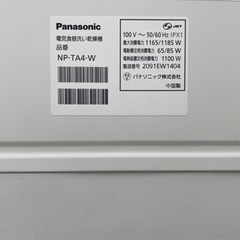 Panasonic
電気食器洗い乾燥機
品番
NP-TA4-W
JET
100 V ～ 50/60 Hz IPX1
最大消費電力 1165/1185 W
電動機定格消費電力 65/85 W
電熱装置定格消費電力 1100 W
製造番号 2091EW1404
パナソニック株式会社
中国製